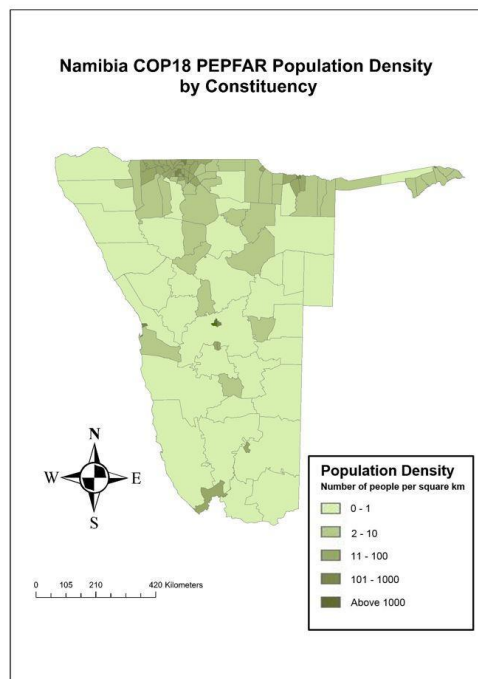 Namibia COP18 PEPFAR Population Density
by Constituency
N
W
E
S
0 105 210 420 Kilometers
Population Density
Number of people per square km
0 - 1
2 - 10
11 - 100
101 - 1000
Above 1000